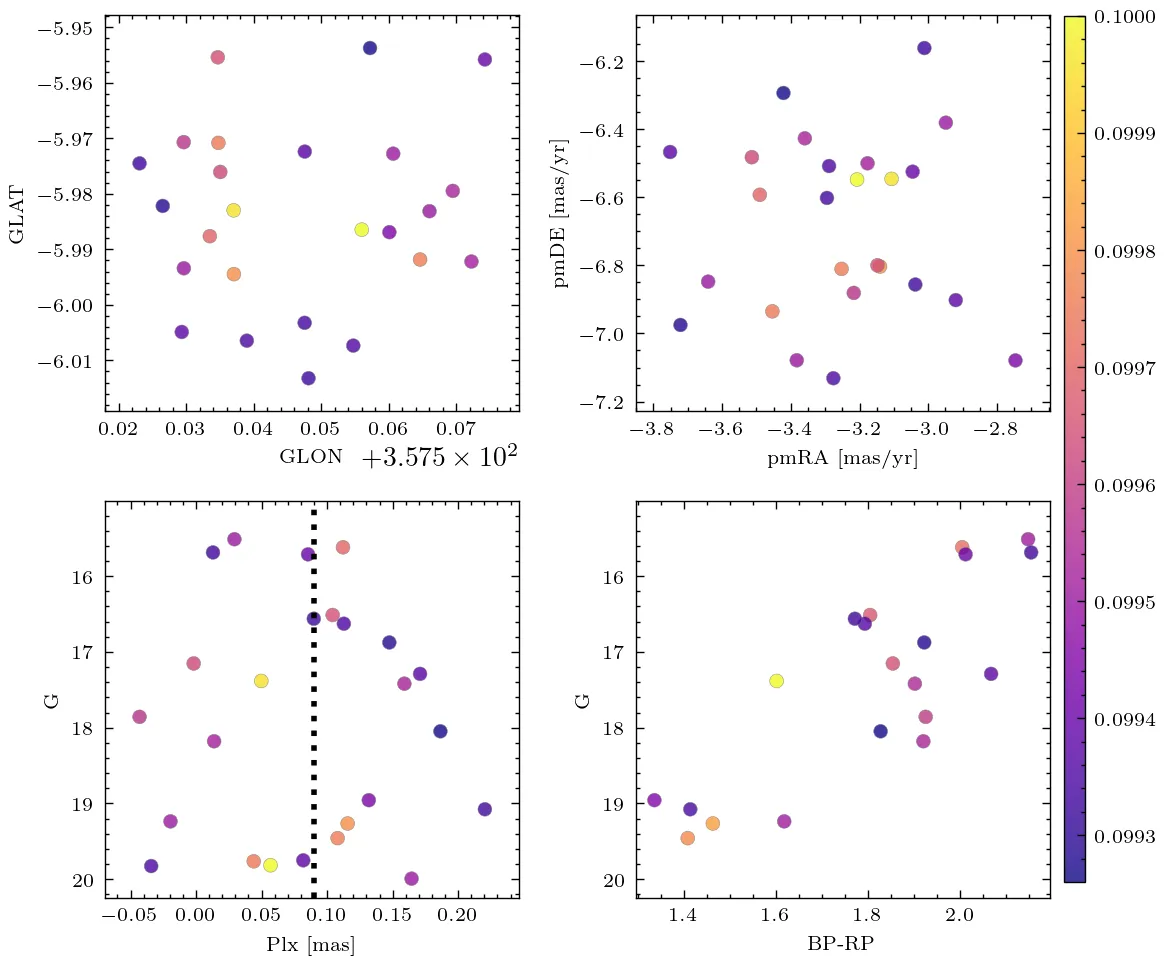 −5.95
−5.96
−5.97
−5.98
−5.99
−6.00
−6.01
GLAT
0.02 0.03 0.04 0.05 0.06 0.07
GLON +3.575 × 10²
−6.2
−6.4
−6.6
−6.8
−7.0
−7.2
pmDE [mas/yr]
−3.8 −3.6 −3.4 −3.2 −3.0 −2.8
pmRA [mas/yr]
0.1000
0.0999
0.0998
0.0997
0.0996
0.0995
0.0994
0.0993
16
17
18
19
20
G
−0.05 0.00 0.05 0.10 0.15 0.20
Plx [mas]
16
17
18
19
20
G
1.4 1.6 1.8 2.0
BP-RP